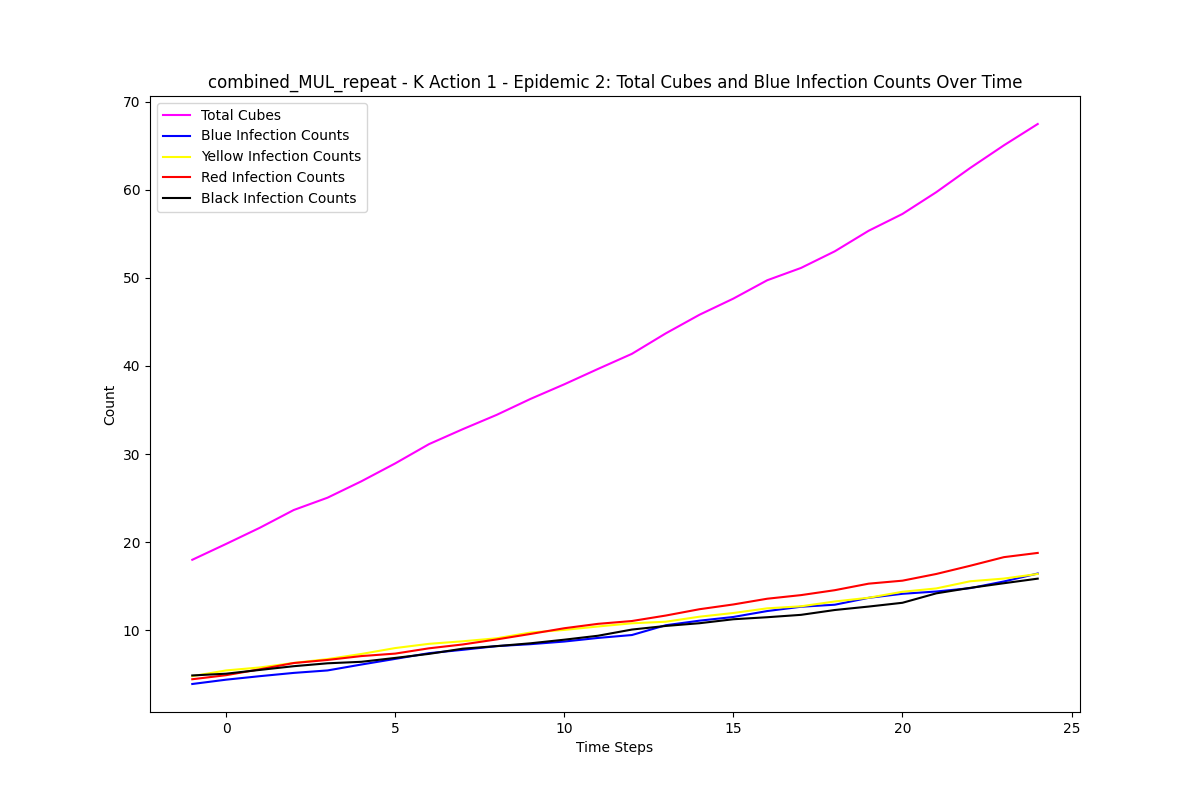 combined_MUL_repeat - K Action 1 - Epidemic 2: Total Cubes and Blue Infection Counts Over Time
Total Cubes
Blue Infection Counts
Yellow Infection Counts
Red Infection Counts
Black Infection Counts
70
60
50
40
30
20
10
Count
0 5 10 15 20 25
Time Steps